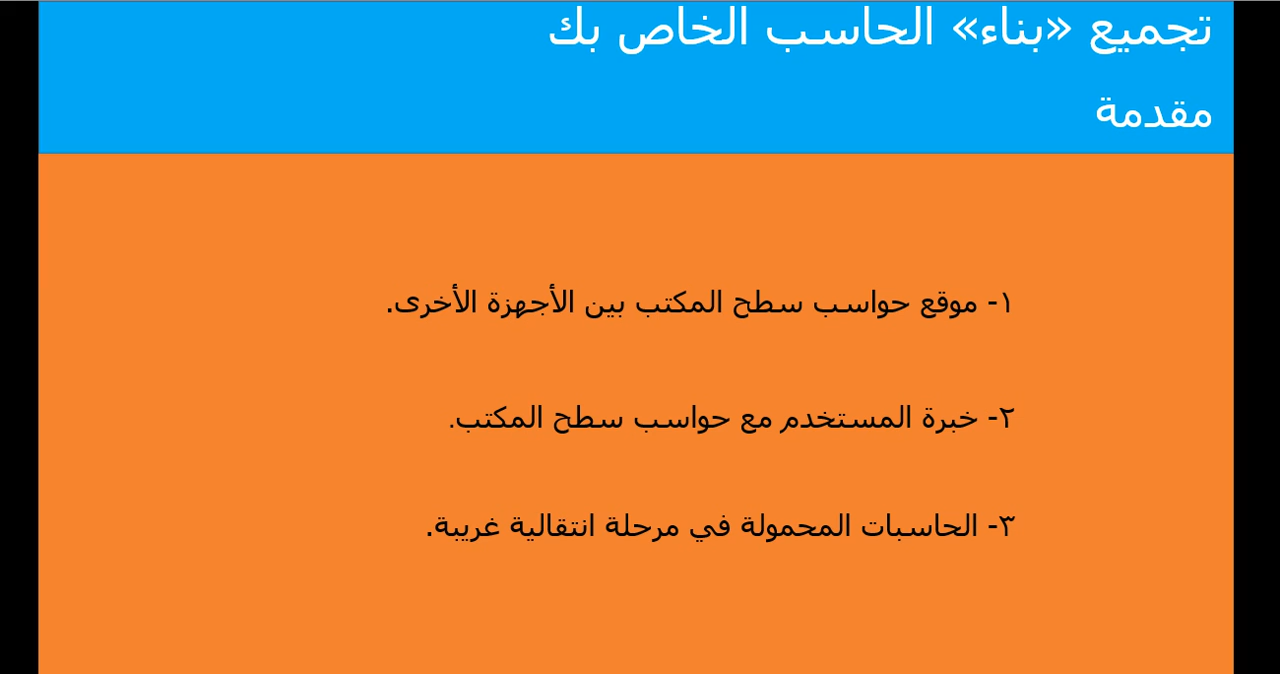 تجميع «بناء» الحاسب الخاص بك
مقدمة
١- موقع حواسب سطح المكتب بين الأجهزة الأخرى.
٢- خبرة المستخدم مع حواسب سطح المكتب.
٣- الحاسبات المحمولة في مرحلة انتقالية غريبة.